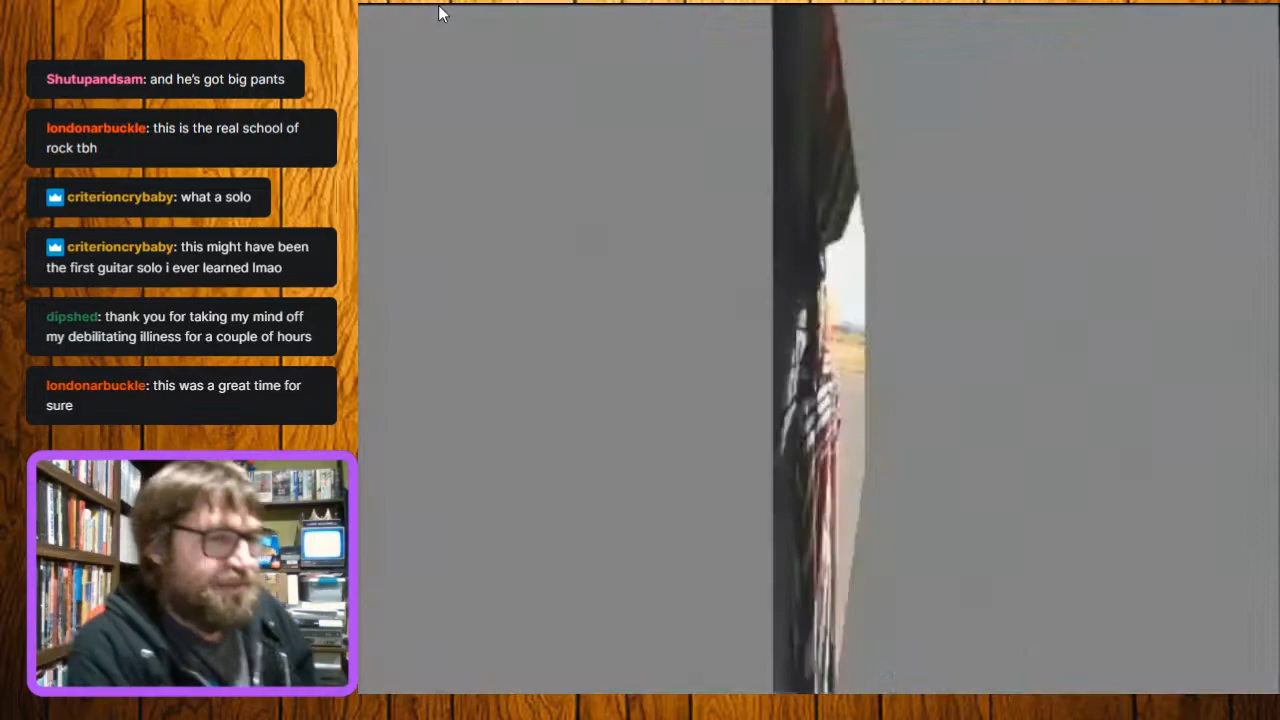 Shutupandsam: and he's got big pants
londonarbuckle: this is the real school of
rock tbh
criterioncrybaby: what a solo
criterioncrybaby: this might have been
the first guitar solo i ever learned lmao
dipshed: thank you for taking my mind off
my debilitating illiness for a couple of hours
londonarbuckle: this was a great time for
sure